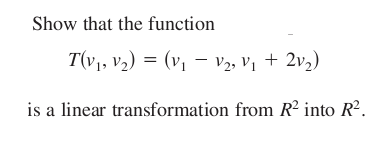 Show that the function
T(v₁, v₂) = (v₁ − v₂, v₁ + 2v₂)
is a linear transformation from R² into R².